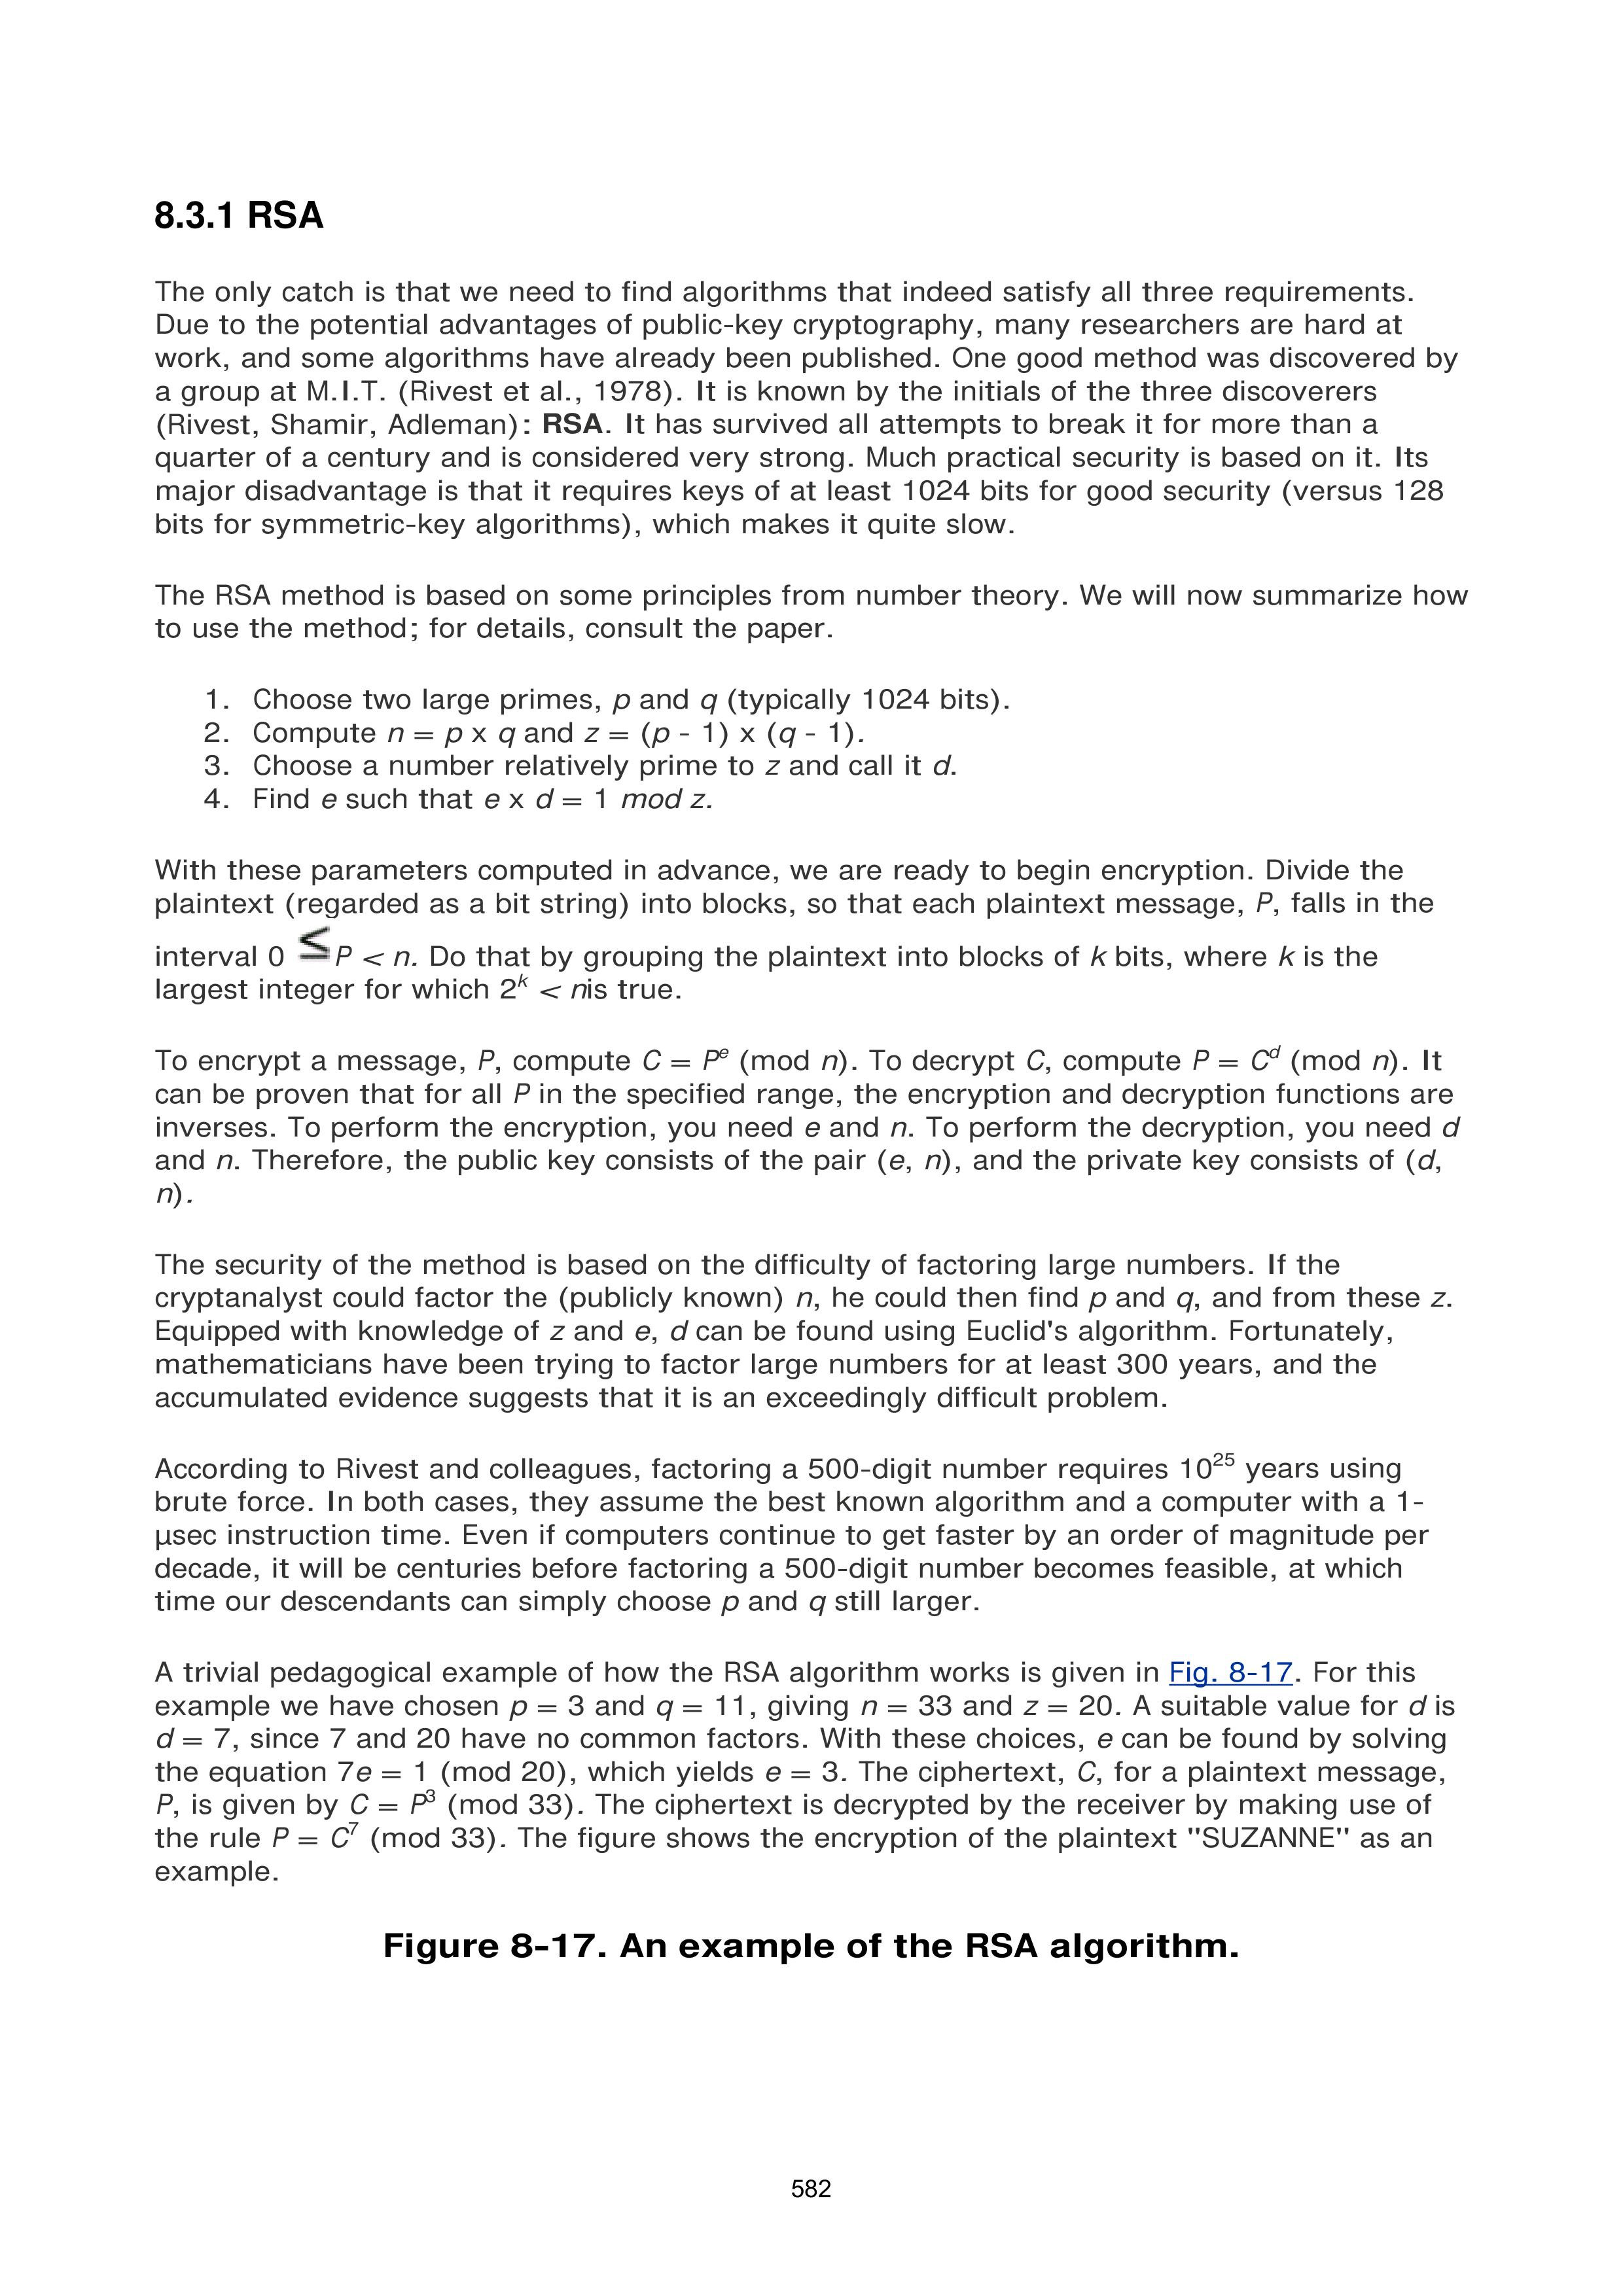 8.3.1 RSA
The only catch is that we need to find algorithms that indeed satisfy all three requirements.
Due to the potential advantages of public-key cryptography, many researchers are hard at
work, and some algorithms have already been published. One good method was discovered by
a group at M.I.T. (Rivest et al., 1978). It is known by the initials of the three discoverers
(Rivest, Shamir, Adleman): RSA. It has survived all attempts to break it for more than a
quarter of a century and is considered very strong. Much practical security is based on it. Its
major disadvantage is that it requires keys of at least 1024 bits for good security (versus 128
bits for symmetric-key algorithms), which makes it quite slow.
The RSA method is based on some principles from number theory. We will now summarize how
to use the method; for details, consult the paper.
1. Choose two large primes, p and q (typically 1024 bits).
2. Compute n = p x q and z = (p - 1) x (q - 1).
3. Choose a number relatively prime to z and call it d.
4. Find e such that e x d = 1 mod z.
With these parameters computed in advance, we are ready to begin encryption. Divide the
plaintext (regarded as a bit string) into blocks, so that each plaintext message, P, falls in the
interval 0 ≤ P < n. Do that by grouping the plaintext into blocks of k bits, where k is the
largest integer for which 2^k < nis true.
To encrypt a message, P, compute C = P^e (mod n). To decrypt C, compute P = C^d (mod n). It
can be proven that for all P in the specified range, the encryption and decryption functions are
inverses. To perform the encryption, you need e and n. To perform the decryption, you need d
and n. Therefore, the public key consists of the pair (e, n), and the private key consists of (d,
n).
The security of the method is based on the difficulty of factoring large numbers. If the
cryptanalyst could factor the (publicly known) n, he could then find p and q, and from these z.
Equipped with knowledge of z and e, d can be found using Euclid's algorithm. Fortunately,
mathematicians have been trying to factor large numbers for at least 300 years, and the
accumulated evidence suggests that it is an exceedingly difficult problem.
According to Rivest and colleagues, factoring a 500-digit number requires 10^25 years using
brute force. In both cases, they assume the best known algorithm and a computer with a 1-
µsec instruction time. Even if computers continue to get faster by an order of magnitude per
decade, it will be centuries before factoring a 500-digit number becomes feasible, at which
time our descendants can simply choose p and q still larger.
A trivial pedagogical example of how the RSA algorithm works is given in Fig. 8-17. For this
example we have chosen p = 3 and q = 11, giving n = 33 and z = 20. A suitable value for d is
d = 7, since 7 and 20 have no common factors. With these choices, e can be found by solving
the equation 7e = 1 (mod 20), which yields e = 3. The ciphertext, C, for a plaintext message,
P, is given by C = P^3 (mod 33). The ciphertext is decrypted by the receiver by making use of
the rule P = C^7 (mod 33). The figure shows the encryption of the plaintext ''SUZANNE'' as an
example.
Figure 8-17. An example of the RSA algorithm.
582